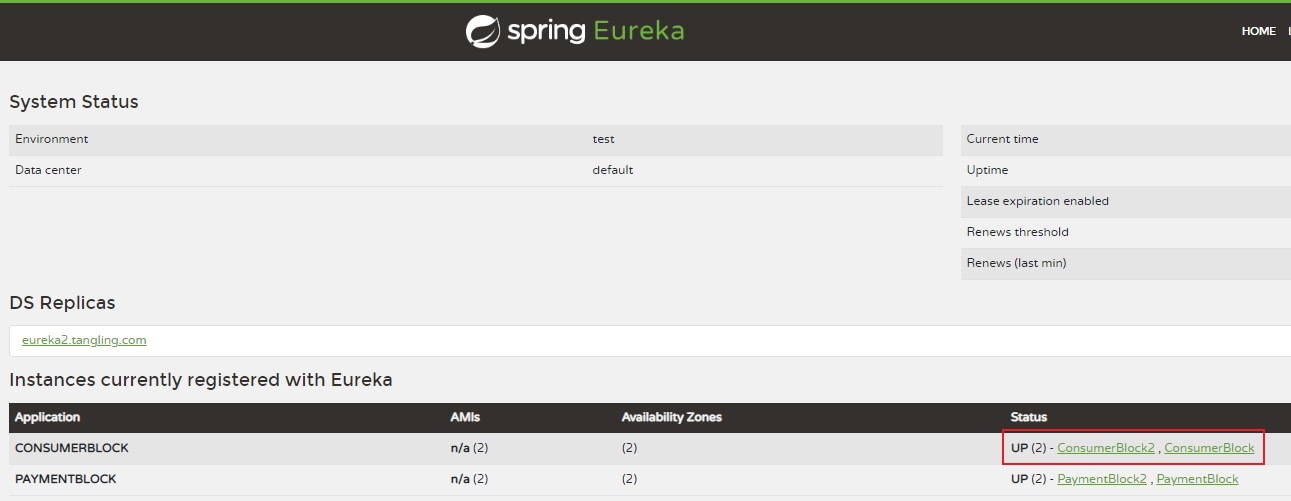 spring Eureka
HOME L
System Status
Environment test Current time
Data center default Uptime
Lease expiration enabled
Renews threshold
Renews (last min)
DS Replicas
eureka2.tangling.com
Instances currently registered with Eureka
Application AMIs Availability Zones Status
CONSUMERBLOCK n/a (2) (2) UP (2) - ConsumerBlock2 , ConsumerBlock
PAYMENTBLOCK n/a (2) (2) UP (2) - PaymentBlock2 , PaymentBlock